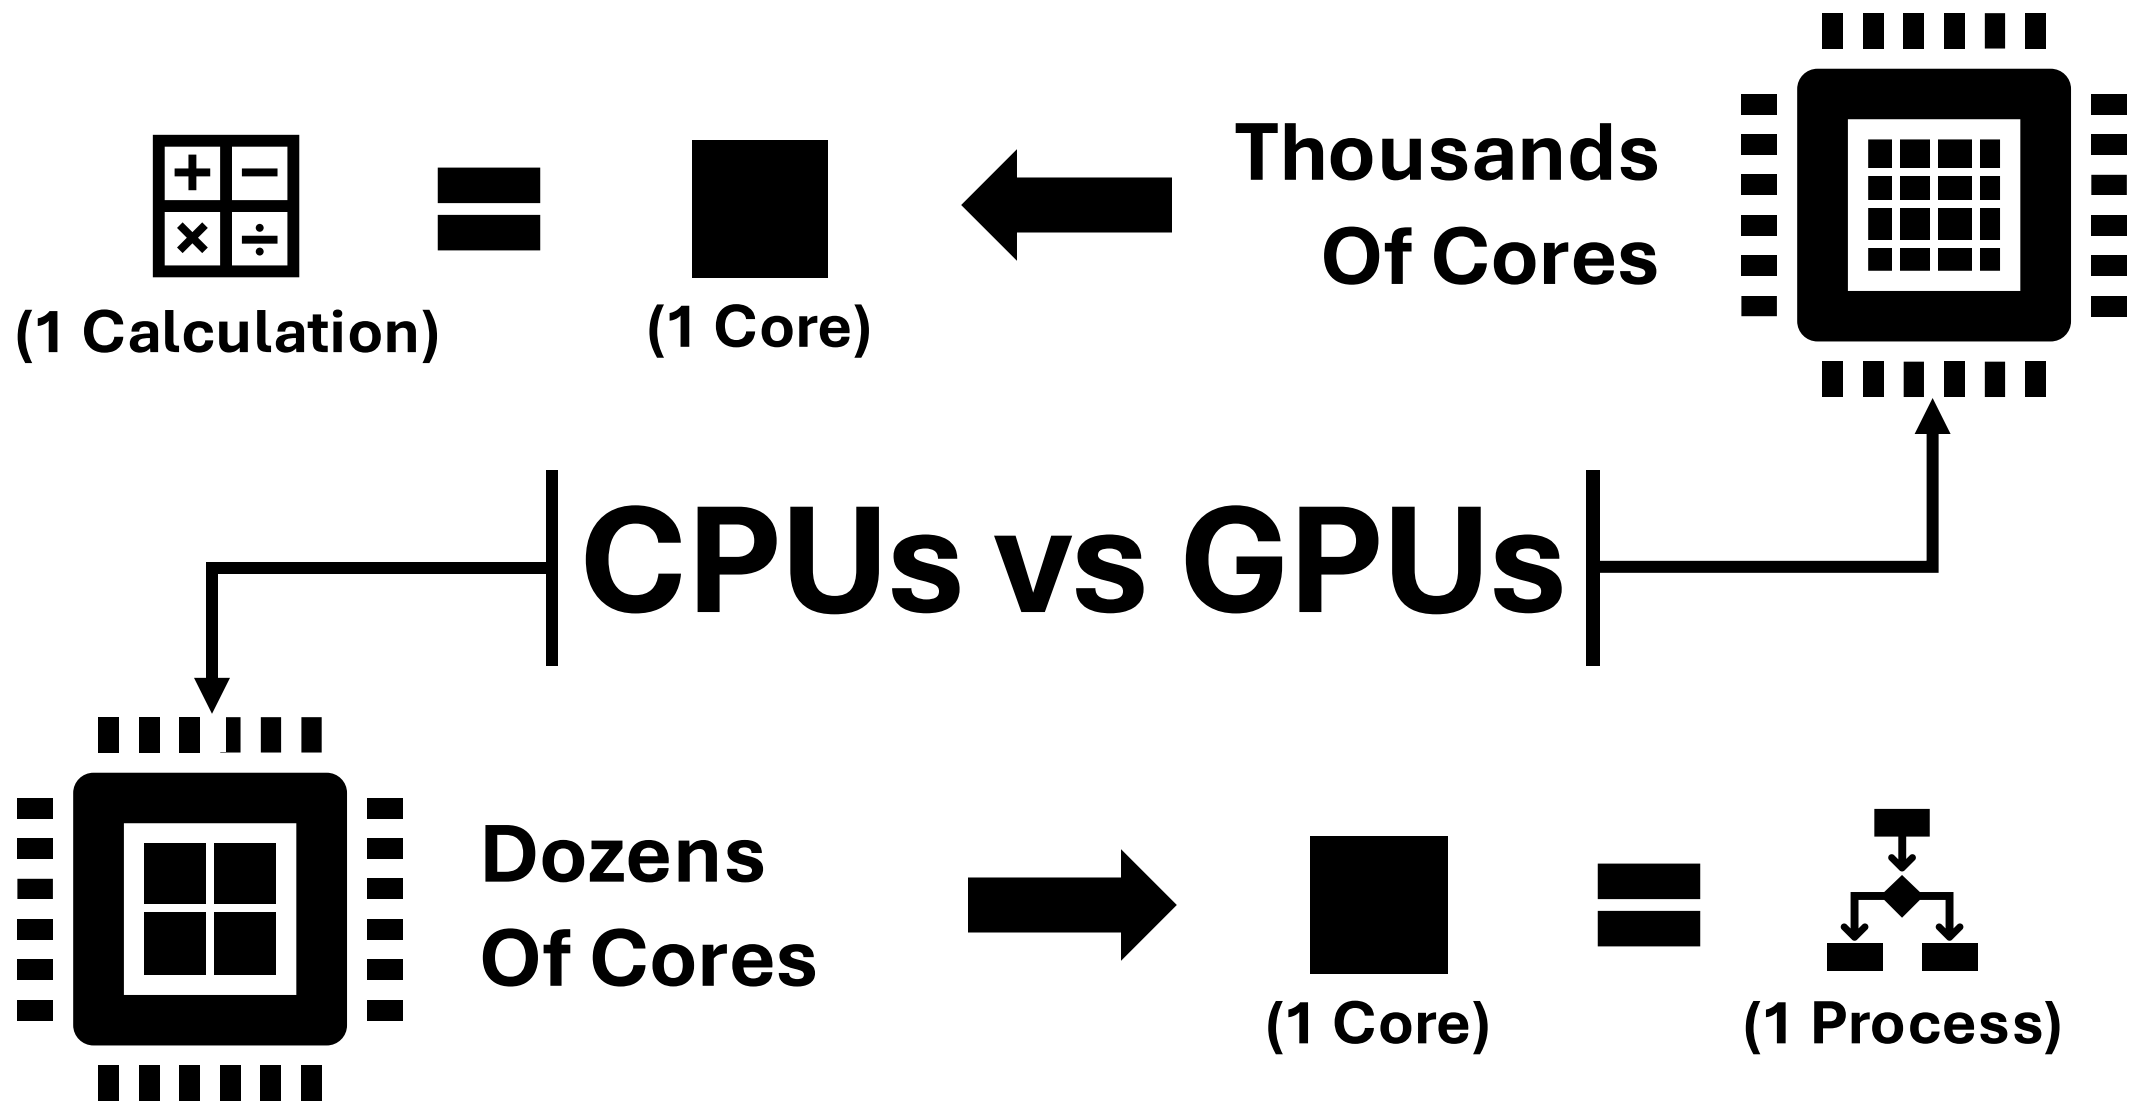 Thousands
Of Cores
(1 Core)
(1 Calculation)
CPUs vs GPUs
Dozens
Of Cores
(1 Core)
(1 Process)